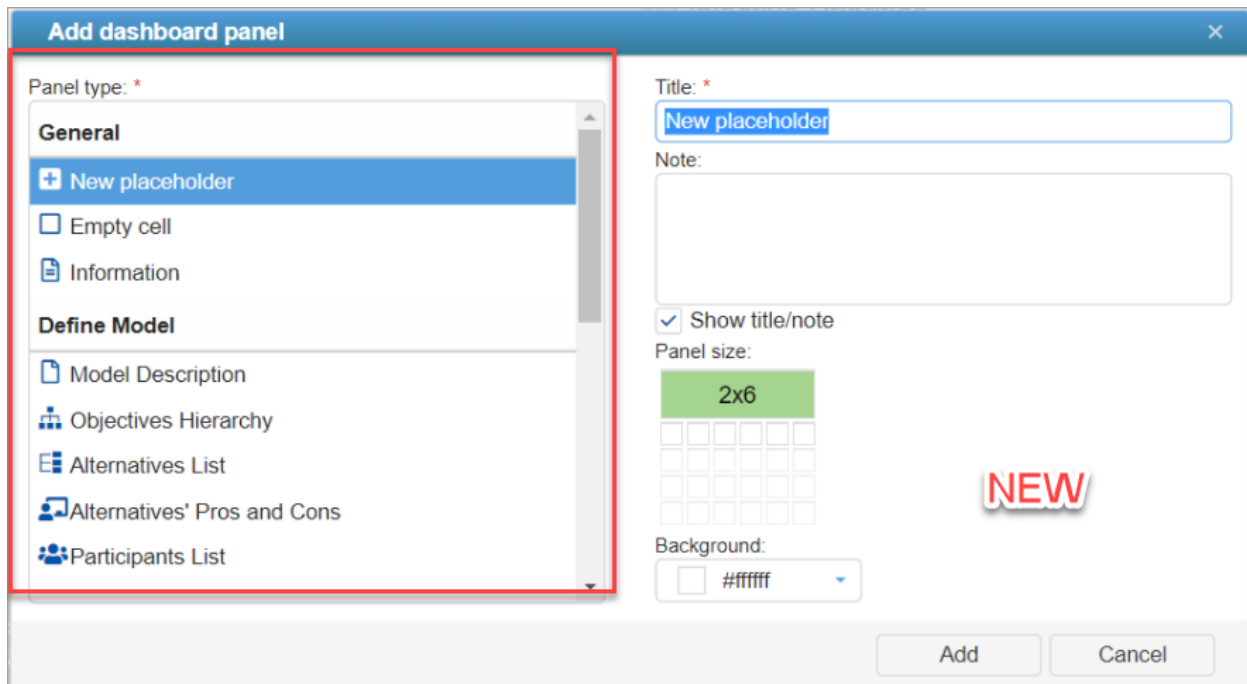 Add dashboard panel
Panel type: *
General
New placeholder
Empty cell
Information
Define Model
Model Description
Objectives Hierarchy
Alternatives List
Alternatives' Pros and Cons
Participants List
Title: *
New placeholder
Note:
Show title/note
Panel size:
2x6
NEW
Background:
#ffffff
Add
Cancel